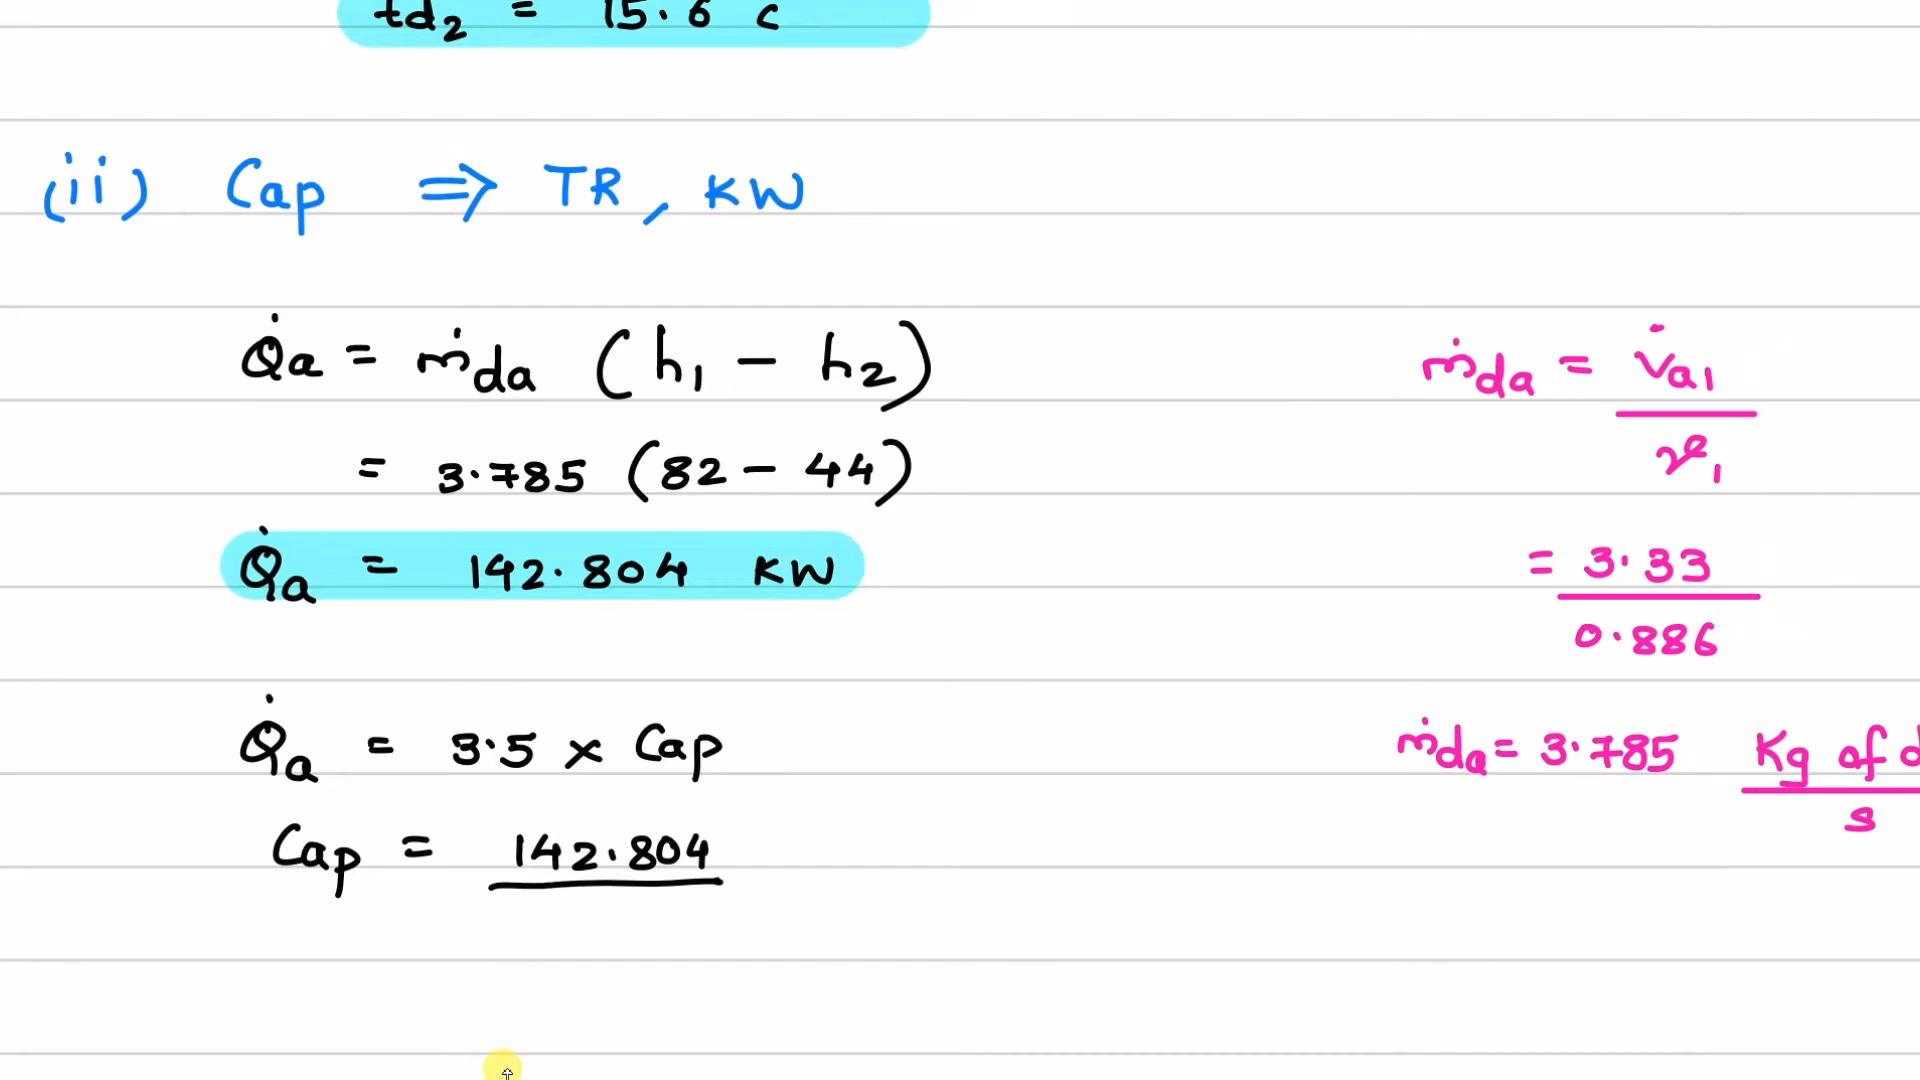 td₂ = 15.6 c
(ii) Cap ⇒ TR, KW
Q̇a = ṁda (h₁ - h₂)
= 3.785 (82 - 44)
Q̇a = 142.804 KW
Q̇a = 3.5 × Cap
Cap = 142.804
ṁda = V̇a₁
v₁
= 3.33
0.886
ṁda = 3.785 Kg of d
s